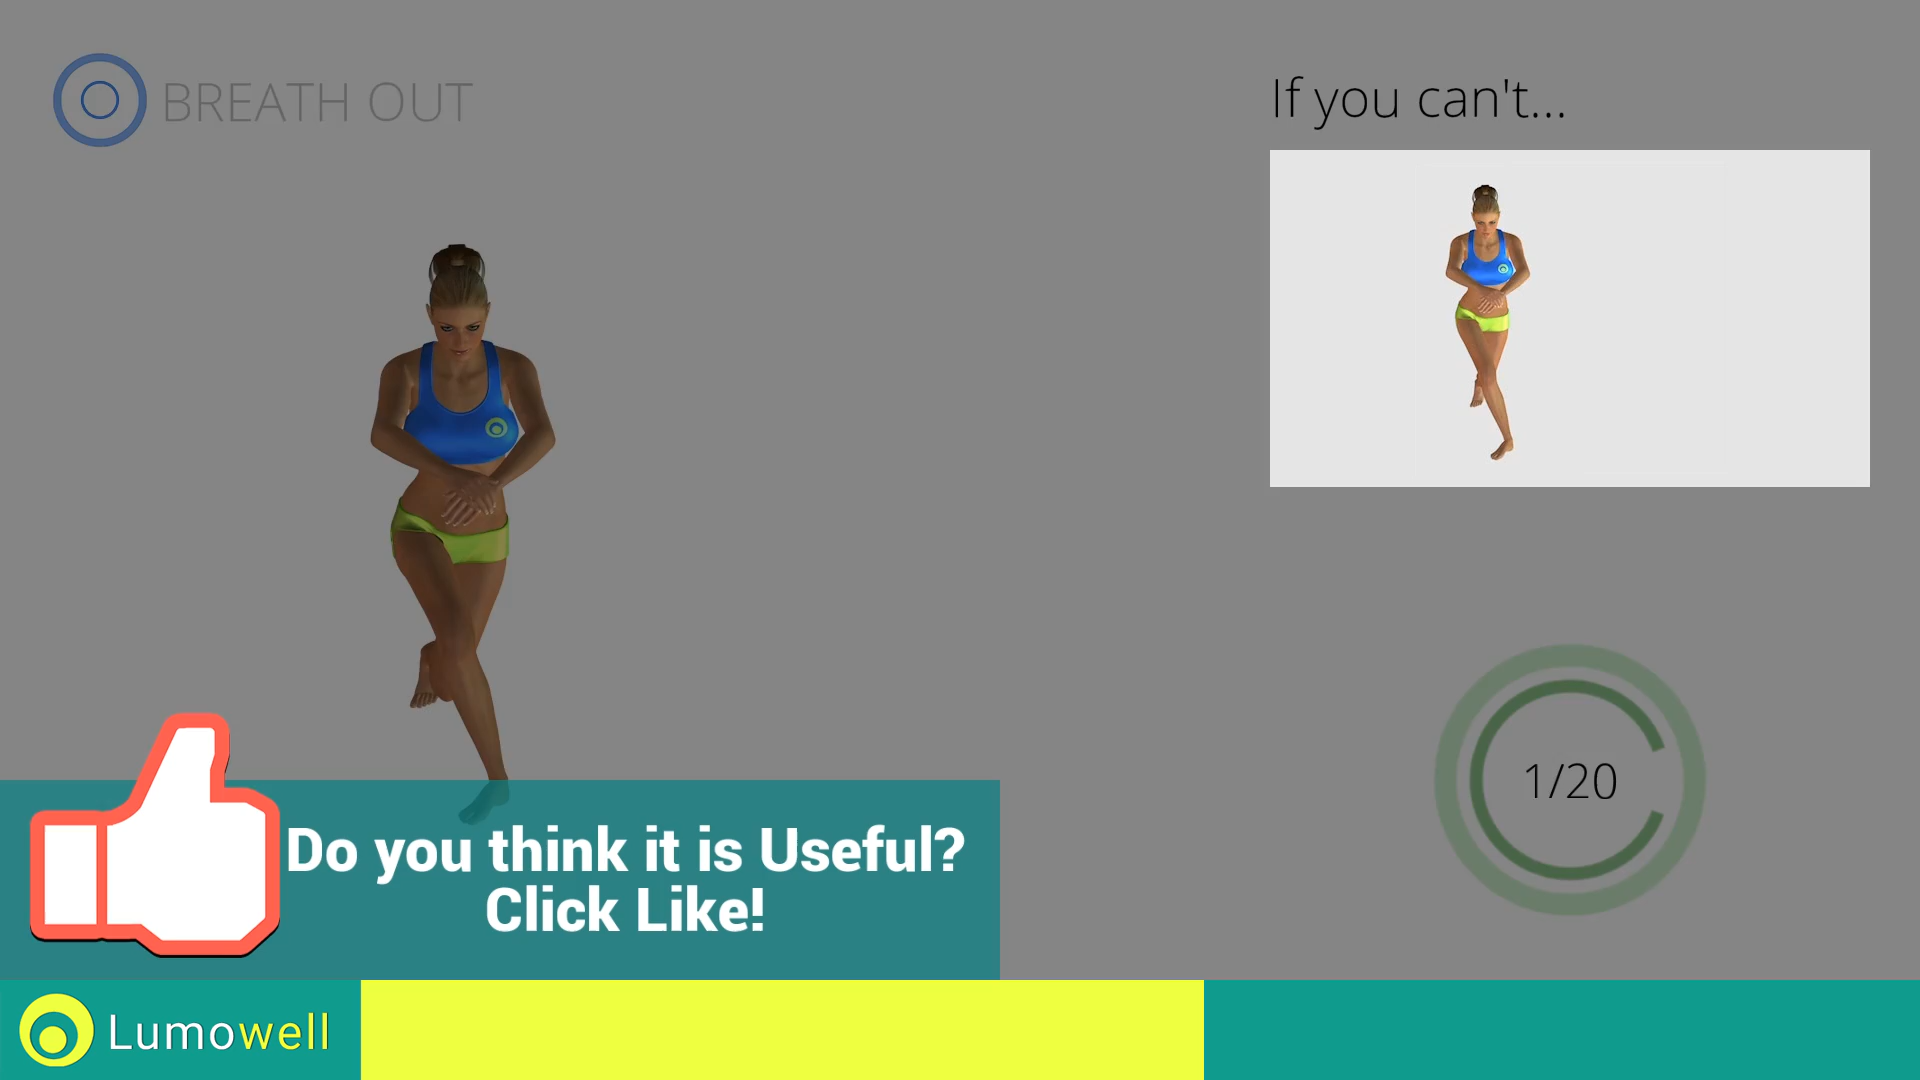 BREATH OUT
If you can't...
1/20
Do you think it is Useful?
Click Like!
Lumowell